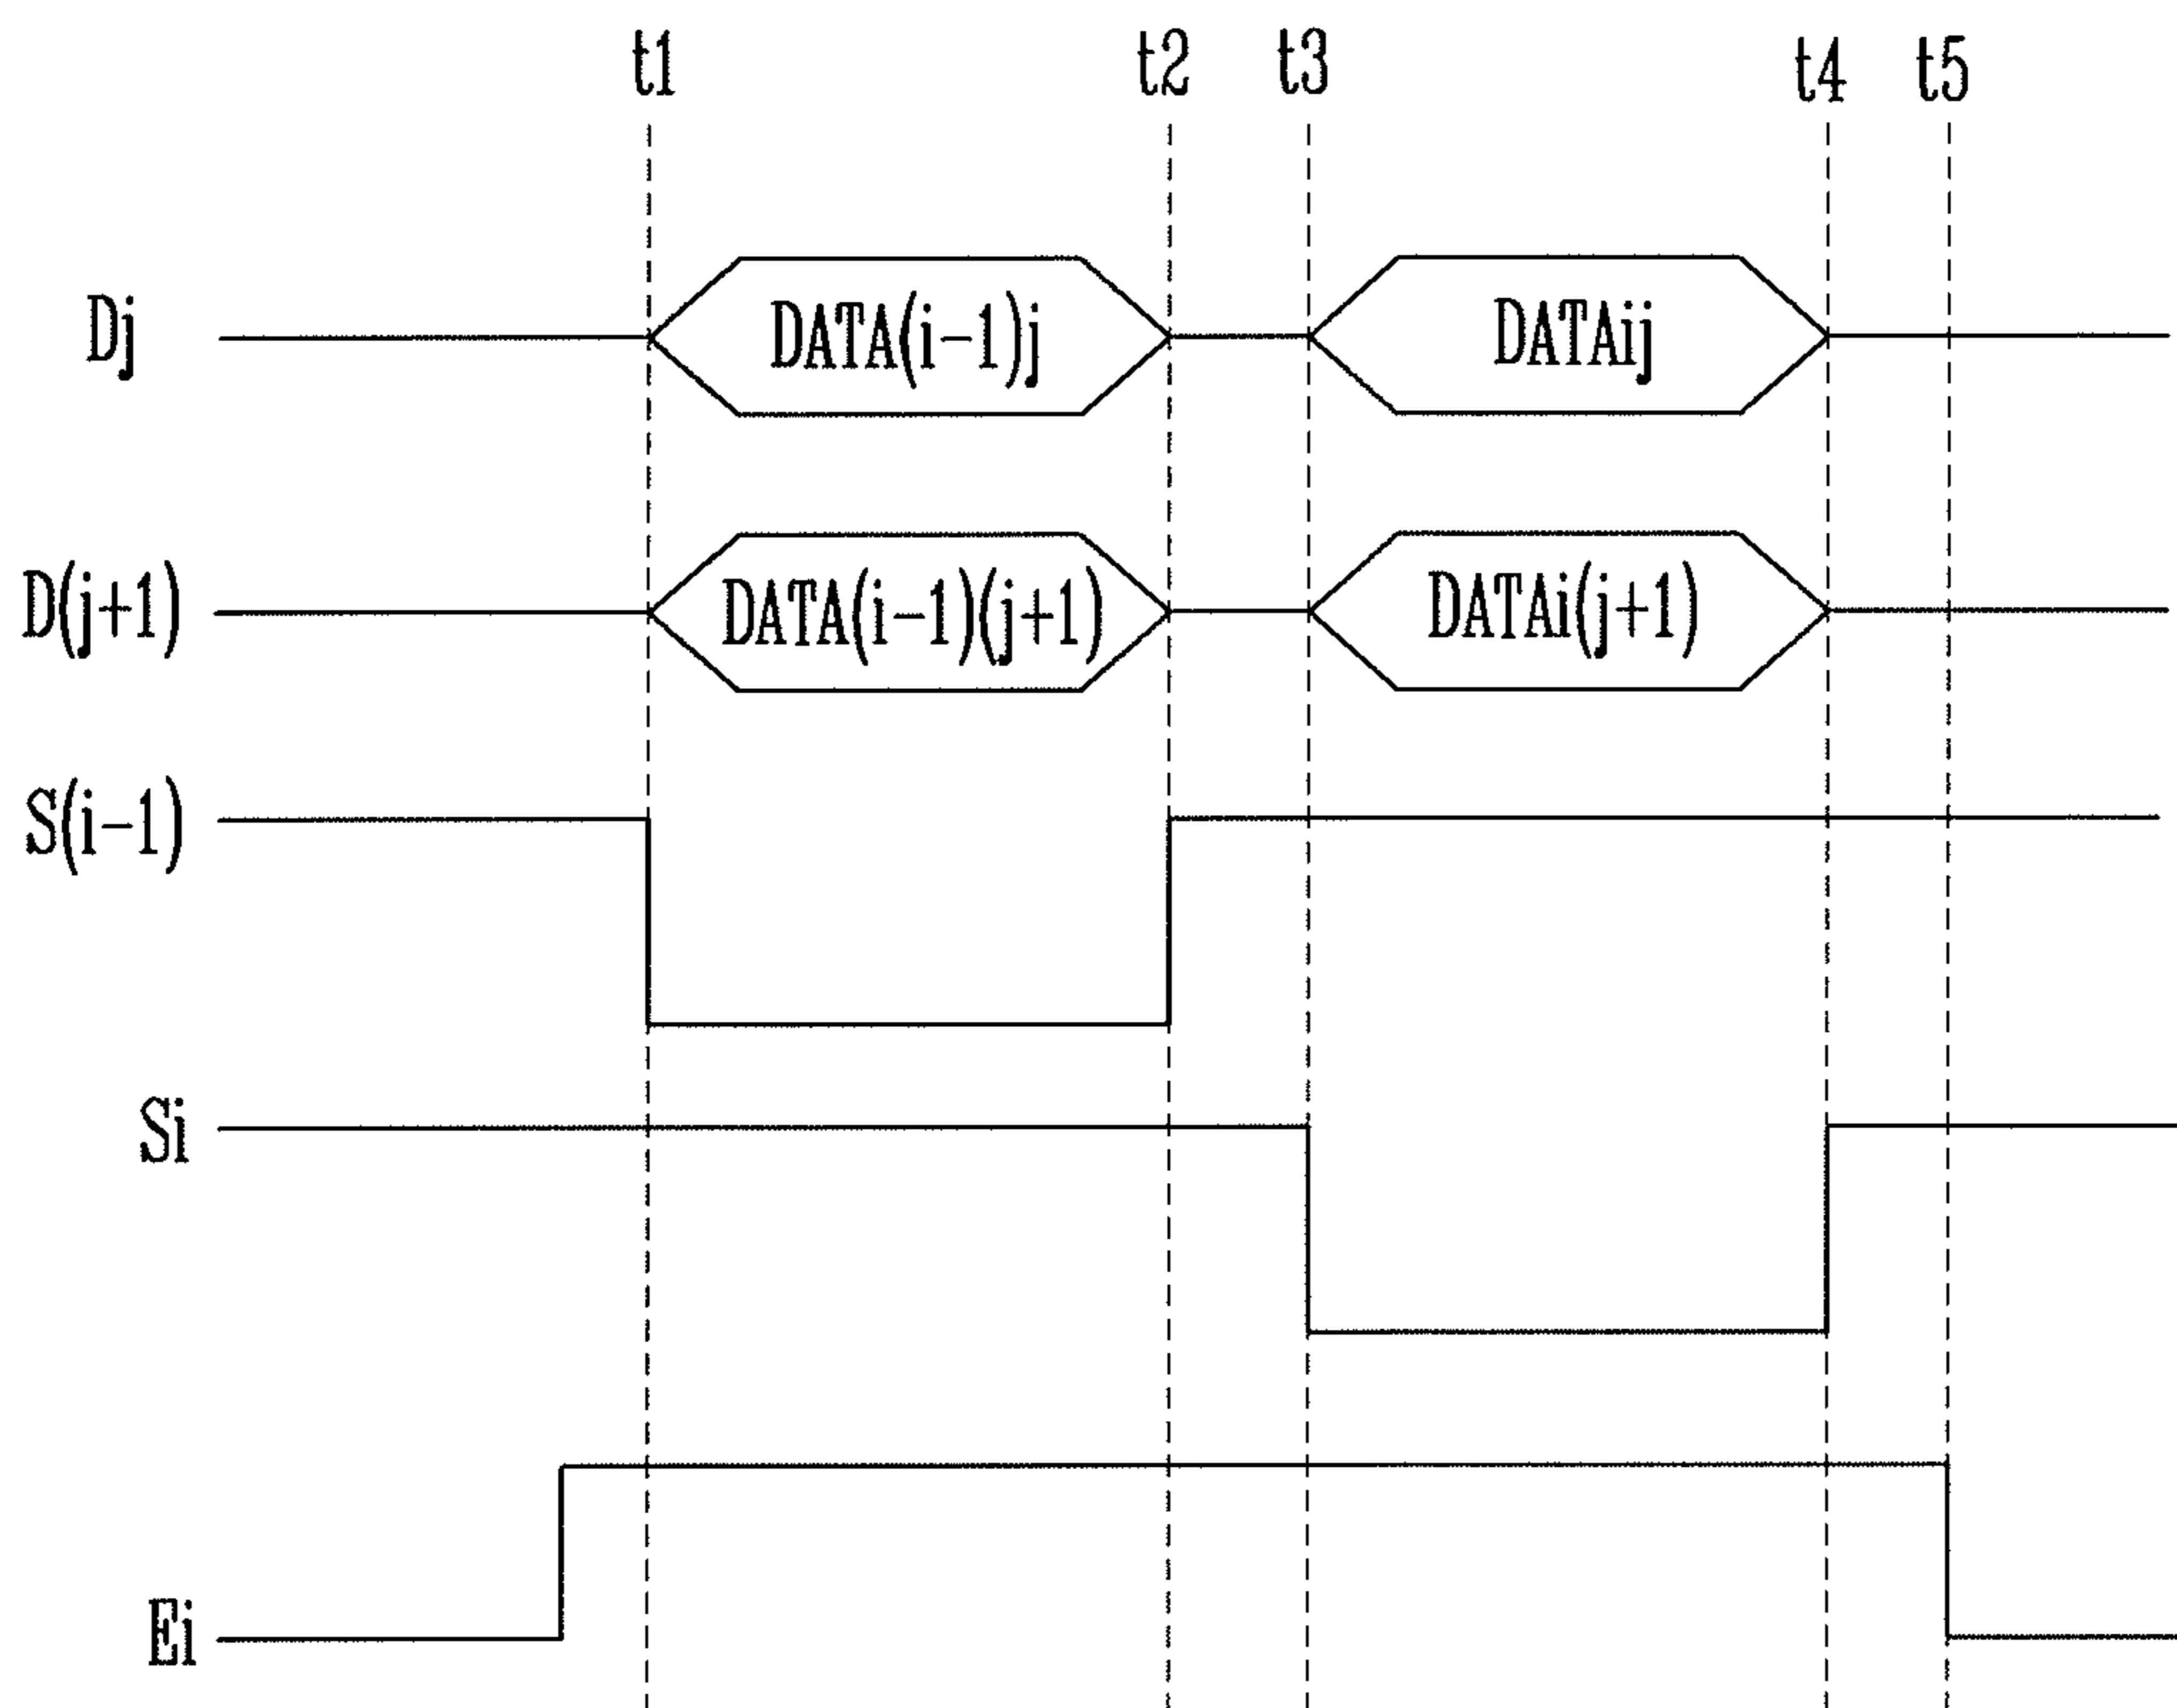 t1 t2 t3 t4 t5
Dj DATA(i-1)j DATAij
D(j+1) DATA(i-1)(j+1) DATAi(j+1)
S(i-1)
Si
Ei